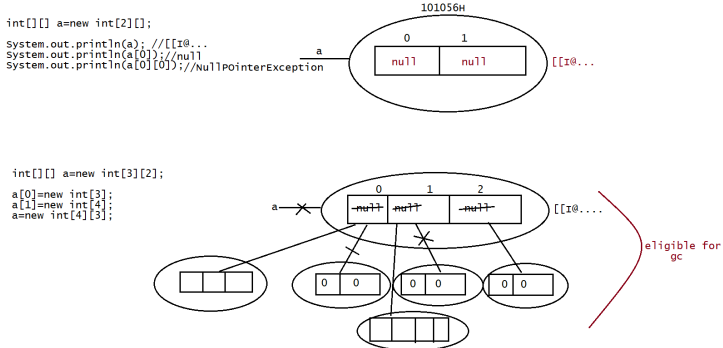 101056H
int[][] a=new int[2][];
0 1
System.out.println(a); //[[I@...
a
System.out.println(a[0]);//null
null null
[[I@...
System.out.println(a[0][0]);//NullPOinterException
int[][] a=new int[3][2];
0 1 2
a[0]=new int[3];
a[1]=new int[4];
a=new int[4][3];
a
null null null
[[I@....
eligible for
gc
0 0
0 0
0 0